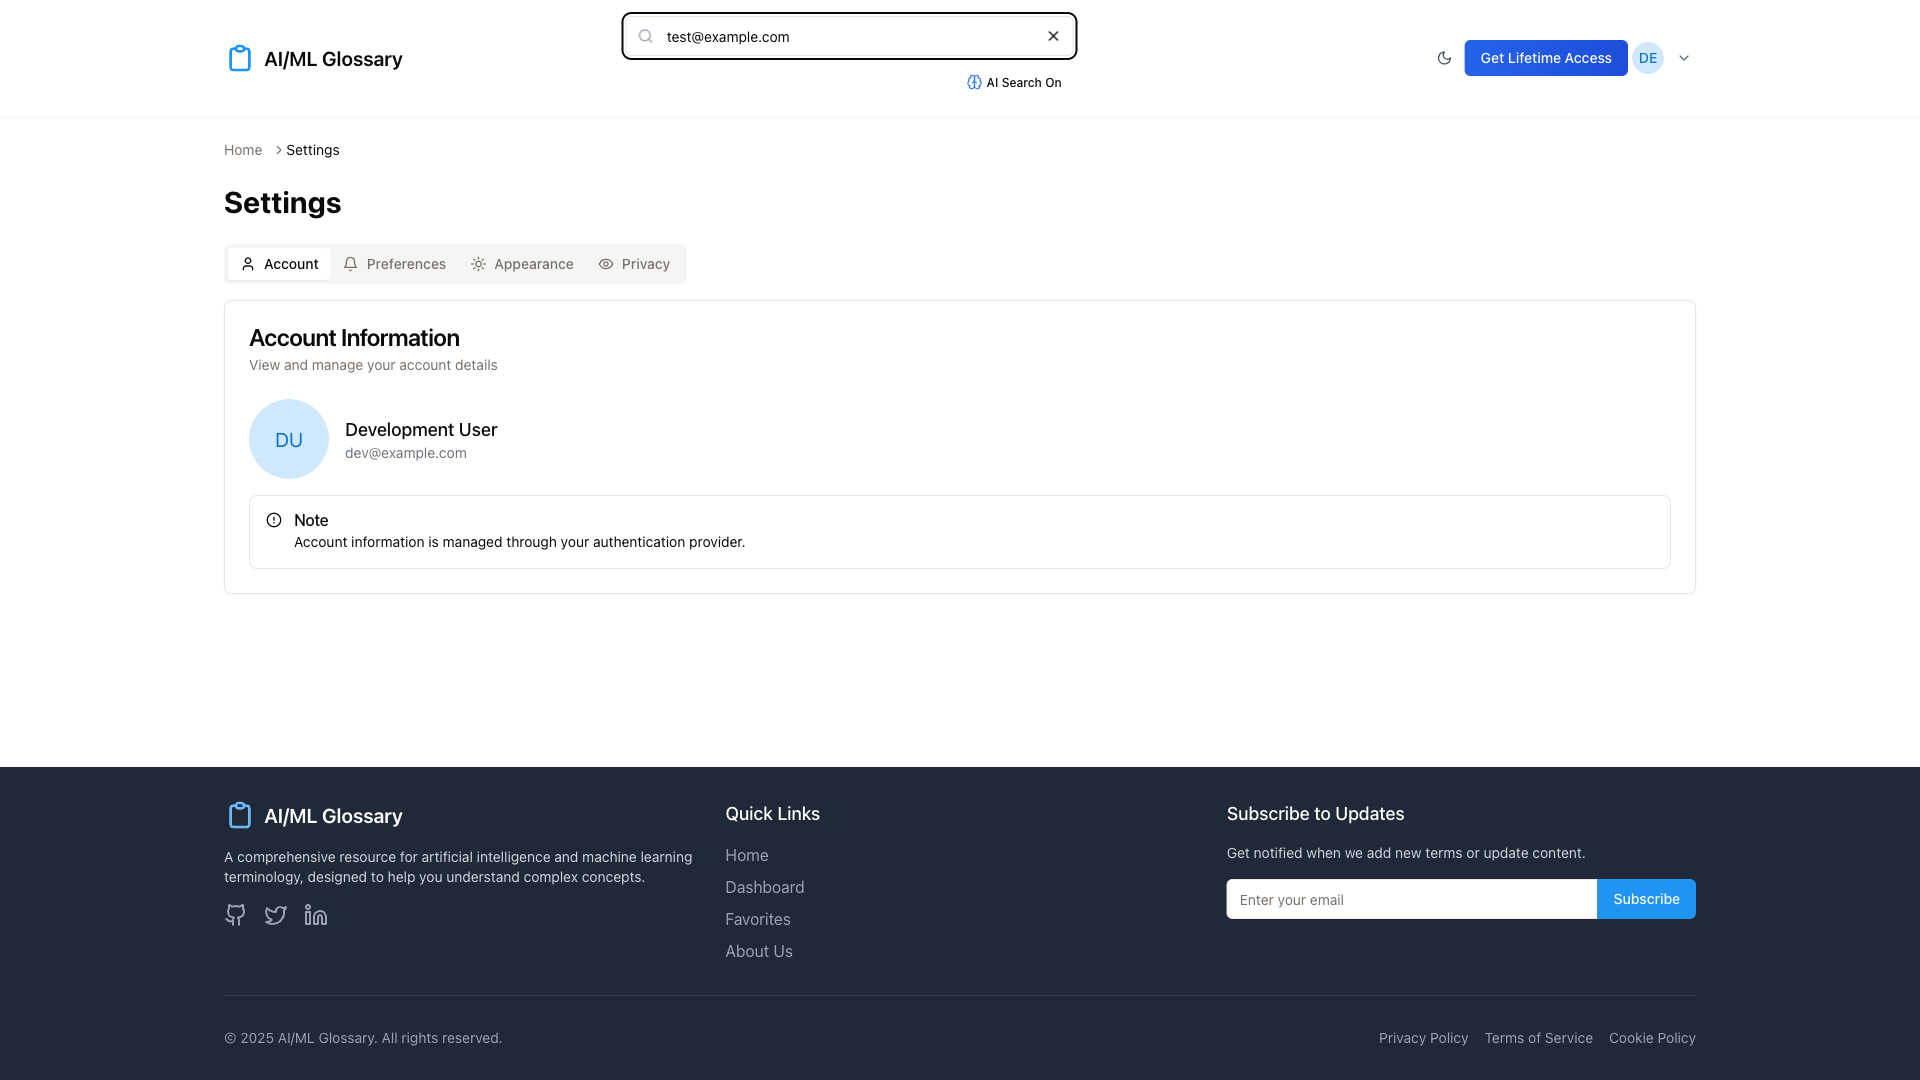 AI/ML Glossary
test@example.com
AI Search On
Get Lifetime Access
DE
Home
Settings
Settings
Account
Preferences
Appearance
Privacy
Account Information
View and manage your account details
DU
Development User
dev@example.com
Note
Account information is managed through your authentication provider.
AI/ML Glossary
A comprehensive resource for artificial intelligence and machine learning
terminology, designed to help you understand complex concepts.
Quick Links
Home
Dashboard
Favorites
About Us
Subscribe to Updates
Get notified when we add new terms or update content.
Enter your email
Subscribe
© 2025 AI/ML Glossary. All rights reserved.
Privacy Policy
Terms of Service
Cookie Policy